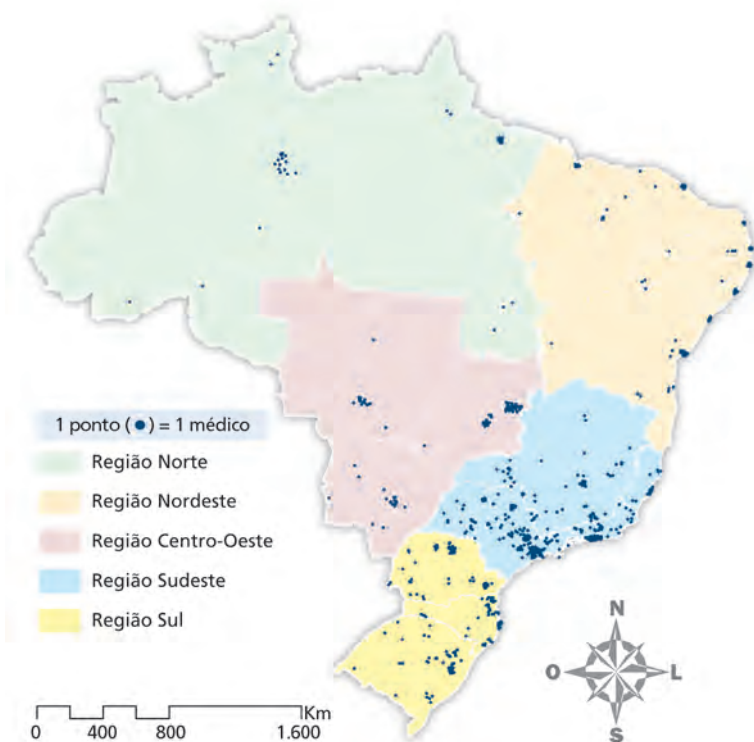 1 ponto (•) = 1 médico
Região Norte
Região Nordeste
Região Centro-Oeste
Região Sudeste
Região Sul
Km
0 400 800 1.600
N
O L
S